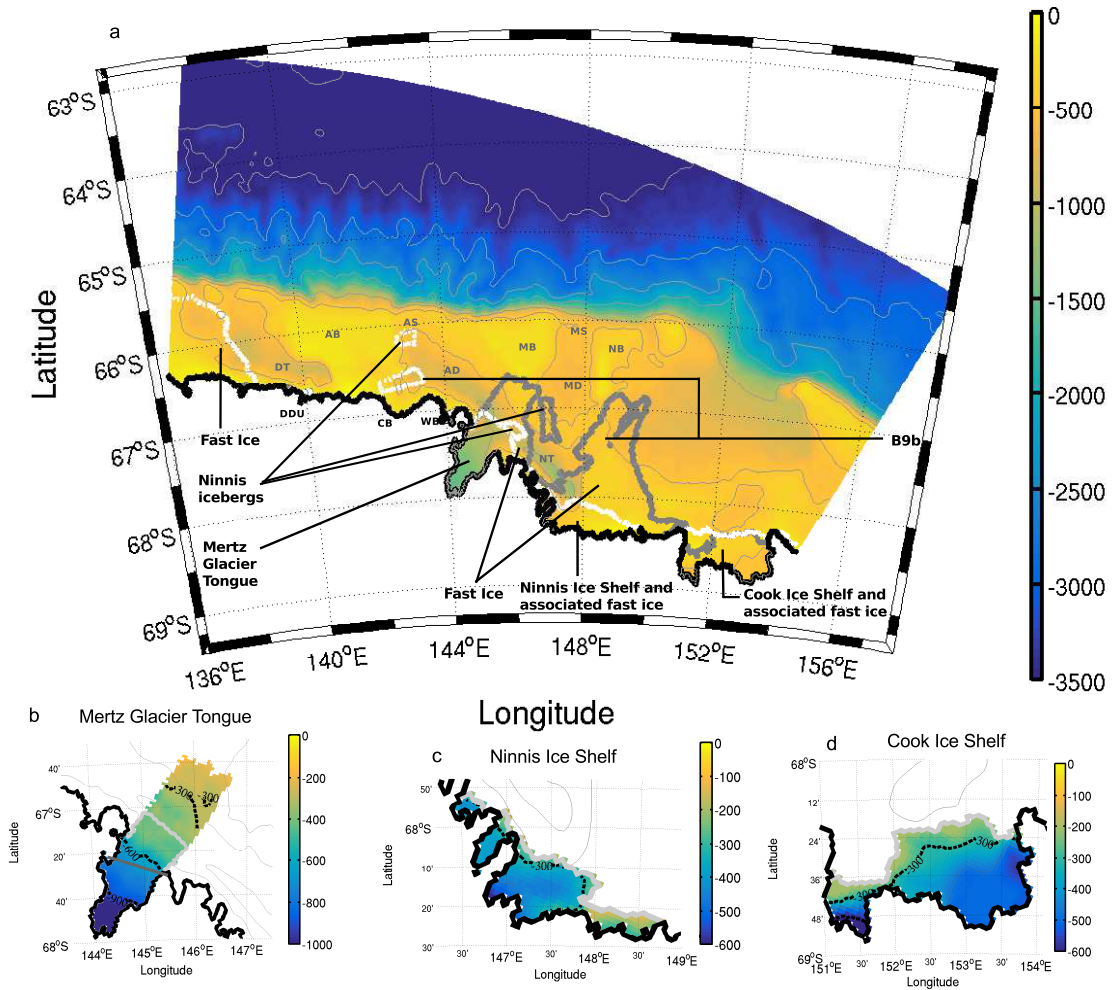 a
0
-500
-1000
-1500
-2000
-2500
-3000
-3500
63°S
64°S
65°S
66°S
67°S
68°S
69°S
Latitude
136°E
140°E
144°E
148°E
152°E
156°E
Longitude
AB
AS
MS
MB
NB
DT
AD
MD
NT
DDU
CB
WB
B9b
Fast Ice
Ninnis
icebergs
Mertz
Glacier
Tongue
Fast Ice
Ninnis Ice Shelf and
associated fast ice
Cook Ice Shelf and
associated fast ice
b
Mertz Glacier Tongue
40'
67°S
20'
40'
68°S
Latitude
144°E
145°E
146°E
147°E
Longitude
-300
-300
-600
-900
0
-200
-400
-600
-800
-1000
c
Ninnis Ice Shelf
50'
68°S
10'
20'
30'
Latitude
30'
147°E
30'
148°E
30'
149°E
Longitude
-300
0
-100
-200
-300
-400
-500
-600
d
Cook Ice Shelf
68°S
12'
24'
36'
48'
69°S
Latitude
151°E
30'
152°E
30'
153°E
30'
154°E
Longitude
-300
-300
-300
0
-100
-200
-300
-400
-500
-600